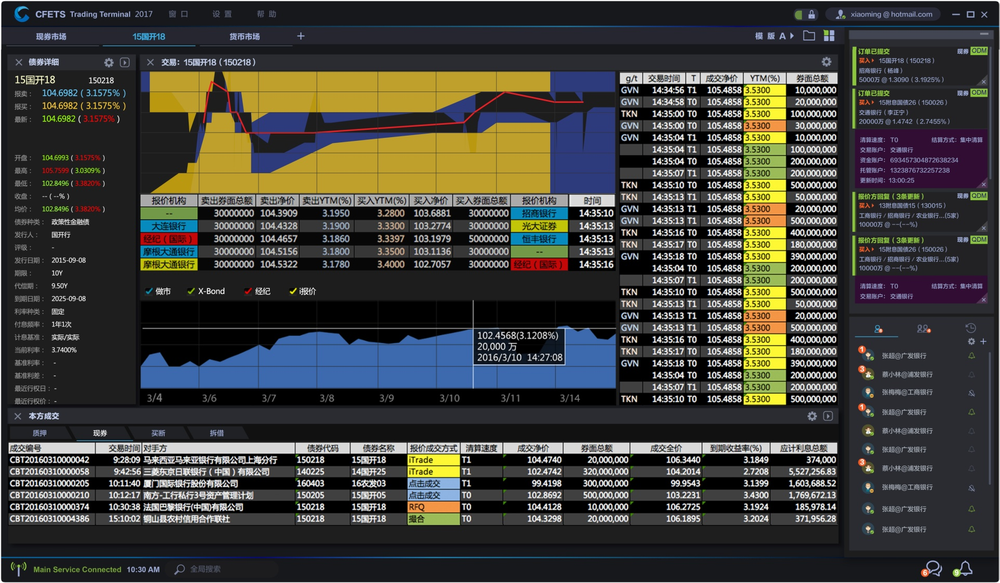 CFETS Trading Terminal 2017 窗 口 设 置 帮 助
xiaoming @ hotmail.com
现券市场 15国开18 货币市场 +
模 版 A
债券详细
15国开18 150218
报卖： 104.6982 ( 3.1575% )
报买： 104.6982 ( 3.1575% )
最新： 104.6982 ( 3.1575% )
开盘： 104.6993 ( 3.1575% )
最高： 105.7599 ( 3.0309% )
最低： 102.8496 ( 3.3820% )
收盘： -- ( --% )
均价： 102.8496 ( 3.3820% )
债券种类： 政策性金融债
发行人： 国开行
评级： -
发行日期： 2015-09-08
期限： 10Y
代偿期： 9.50Y
到期日期： 2025-09-08
利率种类： 固定
付息频率： 1年1次
计息基准： 实际/实际
当前利率： 3.7400%
基准利率： -
基准利差： -
最近行权日： -
最近行权价： -
交易：15国开18 ( 150218 )
报价机构 卖出券面总额 卖出净价 卖出YTM(%) 买入YTM(%) 买入净价 买入券面总额 报价机构 时间
-- 30000000 104.3909 3.1950 3.2800 103.6881 30000000 招商银行 14:35:10
大连银行 30000000 104.4328 3.1900 3.3300 103.2774 30000000 光大证券 14:35:13
经纪（国际） 30000000 104.4657 3.1860 3.3397 103.1979 50000000 恒丰银行 14:35:13
摩根大通银行 30000000 104.5156 3.1800 3.3500 103.1136 30000000 -- 14:35:13
摩根大通银行 30000000 104.5322 3.1780 3.4000 102.7057 30000000 经纪（国际） 14:35:16
做市 X-Bond 经纪 i报价
102.4568(3.1208%)
20,000 万
2016/3/10 14:27:08
3/4 3/6 3/7 3/8 3/9 3/10 3/11 3/14
g/t 交易时间 T 成交净价 YTM(%) 券面总额
GVN 14:34:56 T1 105.4858 3.5300 10,000,000
GVN 14:34:58 T0 105.4858 3.5300 20,000,000
TKN 14:35:00 T0 105.4858 3.5300 100,000,000
GVN 14:35:00 T0 105.4858 3.5300 30,000,000
GVN 14:35:04 T1 105.4858 3.5300 10,000,000
14:35:04 T1 105.4858 3.5300 100,000,000
14:35:04 T0 105.4858 3.5300 200,000,000
14:35:07 T1 105.4858 3.5300 200,000,000
TKN 14:35:10 T0 105.4858 3.5300 500,000,000
TKN 14:35:13 T1 105.4858 3.5300 50,000,000
GVN 14:35:13 T1 105.4858 3.5300 20,000,000
GVN 14:35:13 T1 105.4858 3.5300 500,000,000
TKN 14:35:16 T0 105.4858 3.5300 400,000,000
TKN 14:35:17 T0 105.4858 3.5300 180,000,000
GVN 14:35:18 T0 105.4858 3.5300 390,000,000
14:35:04 T0 105.4858 3.5300 200,000,000
14:35:07 T1 105.4858 3.5300 200,000,000
TKN 14:35:10 T0 105.4858 3.5300 500,000,000
TKN 14:35:13 T1 105.4858 3.5300 50,000,000
GVN 14:35:13 T1 105.4858 3.5300 20,000,000
GVN 14:35:13 T1 105.4858 3.5300 500,000,000
TKN 14:35:16 T0 105.4858 3.5300 400,000,000
TKN 14:35:17 T0 105.4858 3.5300 180,000,000
GVN 14:35:18 T0 105.4858 3.5300 390,000,000
14:35:04 T0 105.4858 3.5300 200,000,000
14:35:07 T1 105.4858 3.5300 200,000,000
TKN 14:35:10 T0 105.4858 3.5300 500,000,000
本方成交
质押 现券 买断 拆借
成交编号 交易时间 对手方 债券代码 债券名称 报价成交方式 清算速度 成交净价 券面总额 成交全价 到期收益率(%) 应计利息总额
CBT20160310000042 9:28:09 马来西亚马来亚银行有限公司上海分行 150218 15国开18 iTrade T1 104.4740 20,000,000 106.3440 3.1849 374,000
CBT20160310000058 9:42:56 三菱东京日联银行（中国）有限公司 140225 14国开25 iTrade T1 102.4742 320,000,000 104.2014 2.7208 5,527,256.83
CBT20160310000205 10:11:40 厦门国际银行股份有限公司 160403 16农发03 点击成交 T1 99.4198 300,000,000 99.9543 3.1399 1,603,688.52
CBT20160310000210 10:12:17 南方-工行私行3号资产管理计划 150205 15国开05 点击成交 T0 102.8692 500,000,000 103.2231 3.4300 1,769,672.13
CBT20160310000374 10:30:38 法国巴黎银行(中国)有限公司 150218 15国开18 RFQ T0 104.4128 10,000,000 106.2725 3.1924 185,978.14
CBT20160310004386 15:10:02 铜山县农村信用合作联社 150218 15国开18 撮合 T0 104.3298 20,000,000 106.1895 3.2024 371,956.28
订单已提交 现券 ODM
买入 15国开18 ( 150218 )
招商银行 ( 杨峰 )
5000万 @ 1.3090 ( 3.1925% )
订单已提交 现券 ODM
买入 15附息国债26 ( 150026 )
交通银行 ( 李正宁 )
20000万 @ 1.4742 ( 2.7455% )
清算速度： T0 结算方式：集中清算
交易账户： 交通银行
资金账户： 693457304872638234
托管账户： 1323876732257238
更新时间：13:00:25
报价方回复 ( 3条更新 ) 现券 QDM
买入 13附息国债15 ( 130015 )
工商银行 / 招商银行 / 农业银行...(5家)
10000万 @ --(--%)
报价方回复 ( 3条更新 ) 现券 QDM
买入 15附息国债26 ( 150026 )
工商银行 / 招商银行 / 农业银行...(5家)
10000万 @ --(--%)
清算速度： T0 结算方式：集中清算
交易账户： 交通银行
8 4
+
1 张超@广发银行
3 蔡小林@浦发银行
张梅梅@工商银行
1 张超@广发银行
蔡小林@浦发银行
张超@广发银行
3 蔡小林@浦发银行
张梅梅@工商银行
张超@广发银行
张超@广发银行
Main Service Connected 10:30 AM 全局搜索
6 9